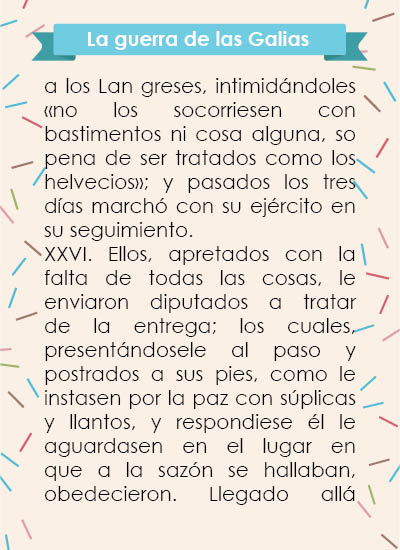 La guerra de las Galias
a los Lan greses, intimidándoles
«no los socorriesen con
bastimentos ni cosa alguna, so
pena de ser tratados como los
helvecios»; y pasados los tres
días marchó con su ejército en
su seguimiento.
XXVI. Ellos, apretados con la
falta de todas las cosas, le
enviaron diputados a tratar
de la entrega; los cuales,
presentándosele al paso y
postrados a sus pies, como le
instasen por la paz con súplicas
y llantos, y respondiese él le
aguardasen en el lugar en
que a la sazón se hallaban,
obedecieron. Llegado allá